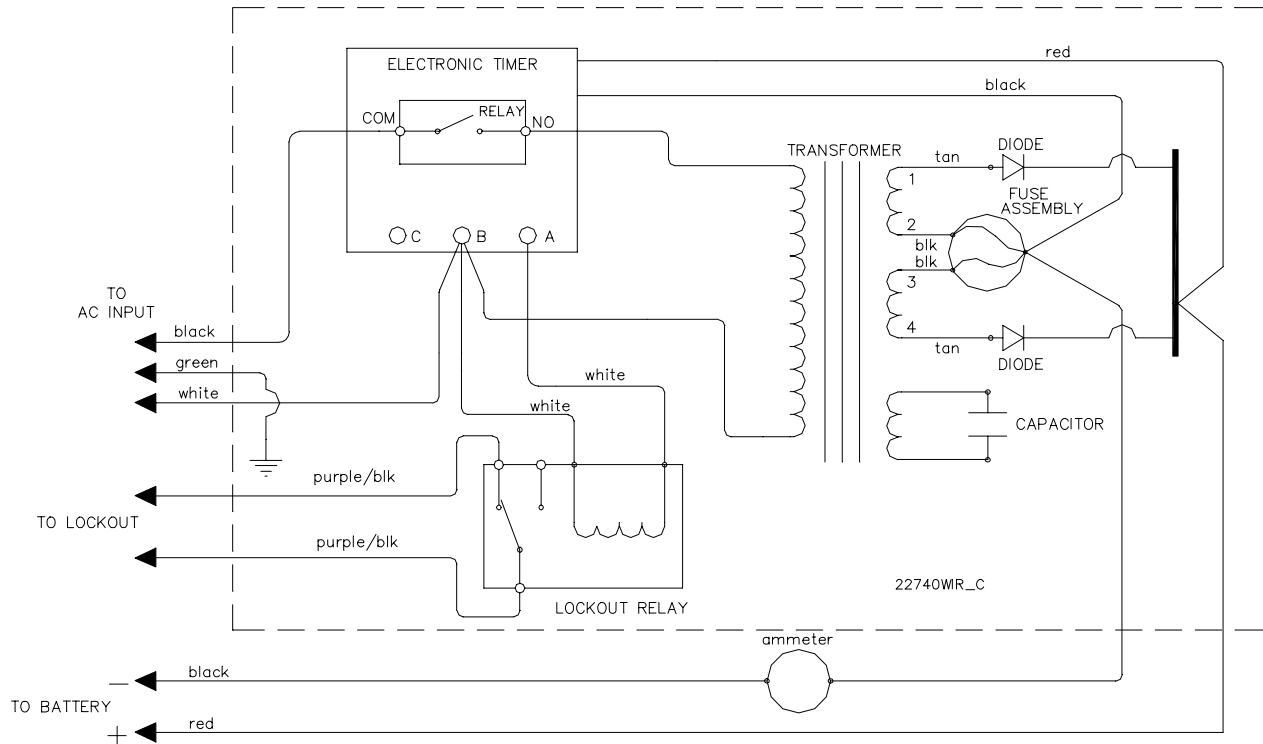 red
ELECTRONIC TIMER
black
RELAY
COM
NO
TRANSFORMER
DIODE
tan
1
FUSE
ASSEMBLY
2
C
B
A
blk
blk
3
TO
AC INPUT
black
4
tan
DIODE
green
white
white
white
CAPACITOR
purple/blk
TO LOCKOUT
purple/blk
22740WIR_C
LOCKOUT RELAY
ammeter
black
−
TO BATTERY
red
+